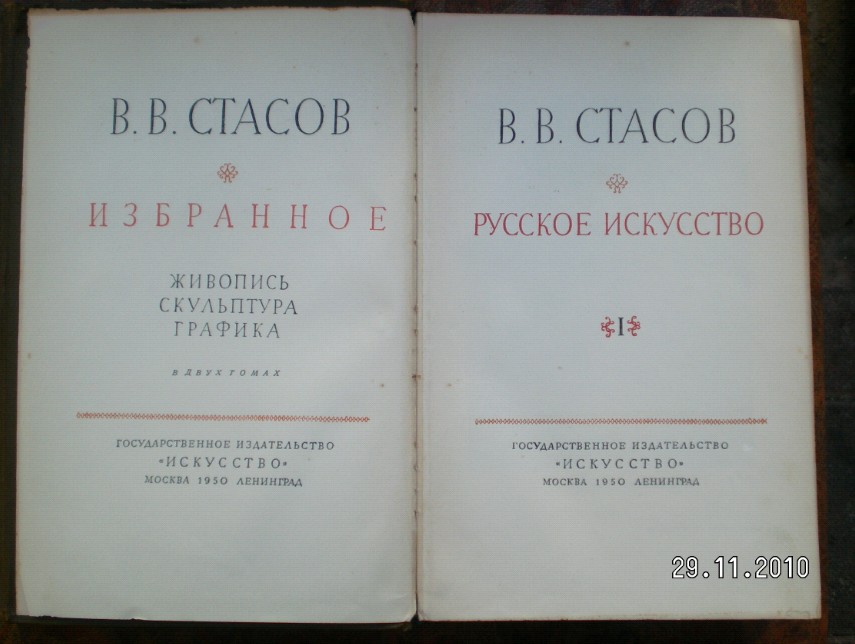 В. В. СТАСОВ
ИЗБРАННОЕ
ЖИВОПИСЬ
СКУЛЬПТУРА
ГРАФИКА
В ДВУХ ТОМАХ
ГОСУДАРСТВЕННОЕ ИЗДАТЕЛЬСТВО
«ИСКУССТВО»
МОСКВА 1950 ЛЕНИНГРАД
В. В. СТАСОВ
РУССКОЕ ИСКУССТВО
I
ГОСУДАРСТВЕННОЕ ИЗДАТЕЛЬСТВО
«ИСКУССТВО»
МОСКВА 1950 ЛЕНИНГРАД
29.11.2010